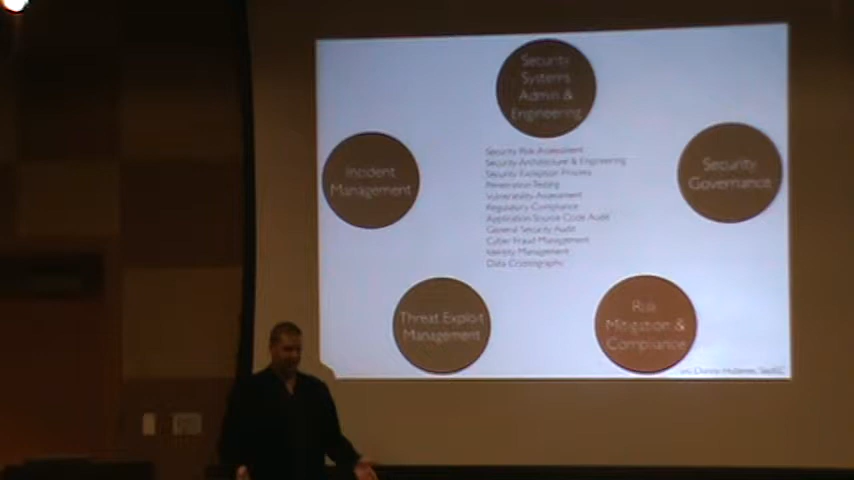 Security
Systems
Admin &
Engineering
Incident
Management
Security
Governance
Security Risk Assessment
Security Architecture & Engineering
Security Exception Process
Penetration Testing
Vulnerability Assessment
Regulatory Compliance
Application Source Code Audit
General Security Audit
Cyber Fraud Management
Identity Management
Data Cryptography
Threat Exploit
Management
Risk
Mitigation &
Compliance